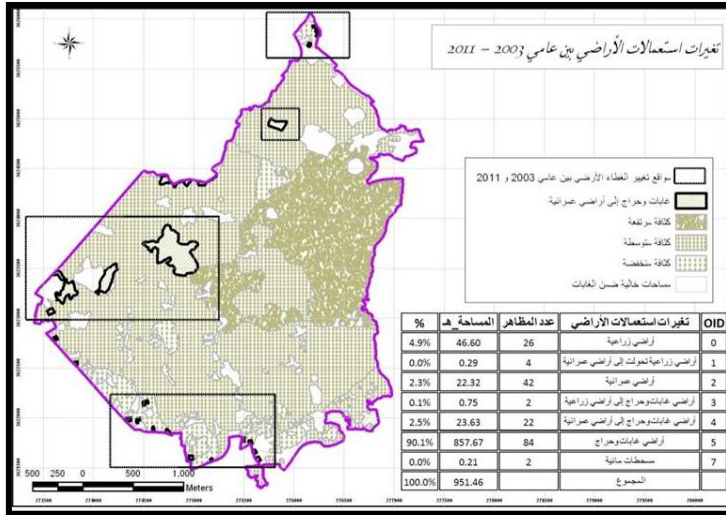 تغيرات استعمالات الأراضي بين عامي 2003 – 2011
مواقع تغيير الغطاء الأرضي بين عامي 2003 و 2011
غابات وحراج إلى أراضي عمرانية
كثافة مرتفعة
كثافة متوسطة
كثافة منخفضة
مساحات خالية ضمن الغابات
OID تغيرات استعمالات الأراضي عدد المظاهر المساحة_هـ %
0 أراضي زراعية 26 46.60 4.9%
1 أراضي زراعية تحولت إلى أراضي عمرانية 4 0.29 0.0%
2 أراضي عمرانية 42 22.32 2.3%
3 أراضي غابات وحراج إلى أراضي زراعية 2 0.75 0.1%
4 أراضي غابات وحراج إلى أراضي عمرانية 22 23.63 2.5%
5 أراضي غابات وحراج 84 857.67 90.1%
7 مسطحات مائية 2 0.21 0.0%
المجموع 951.46 100.0%
500 250 0 500 1,000
Meters